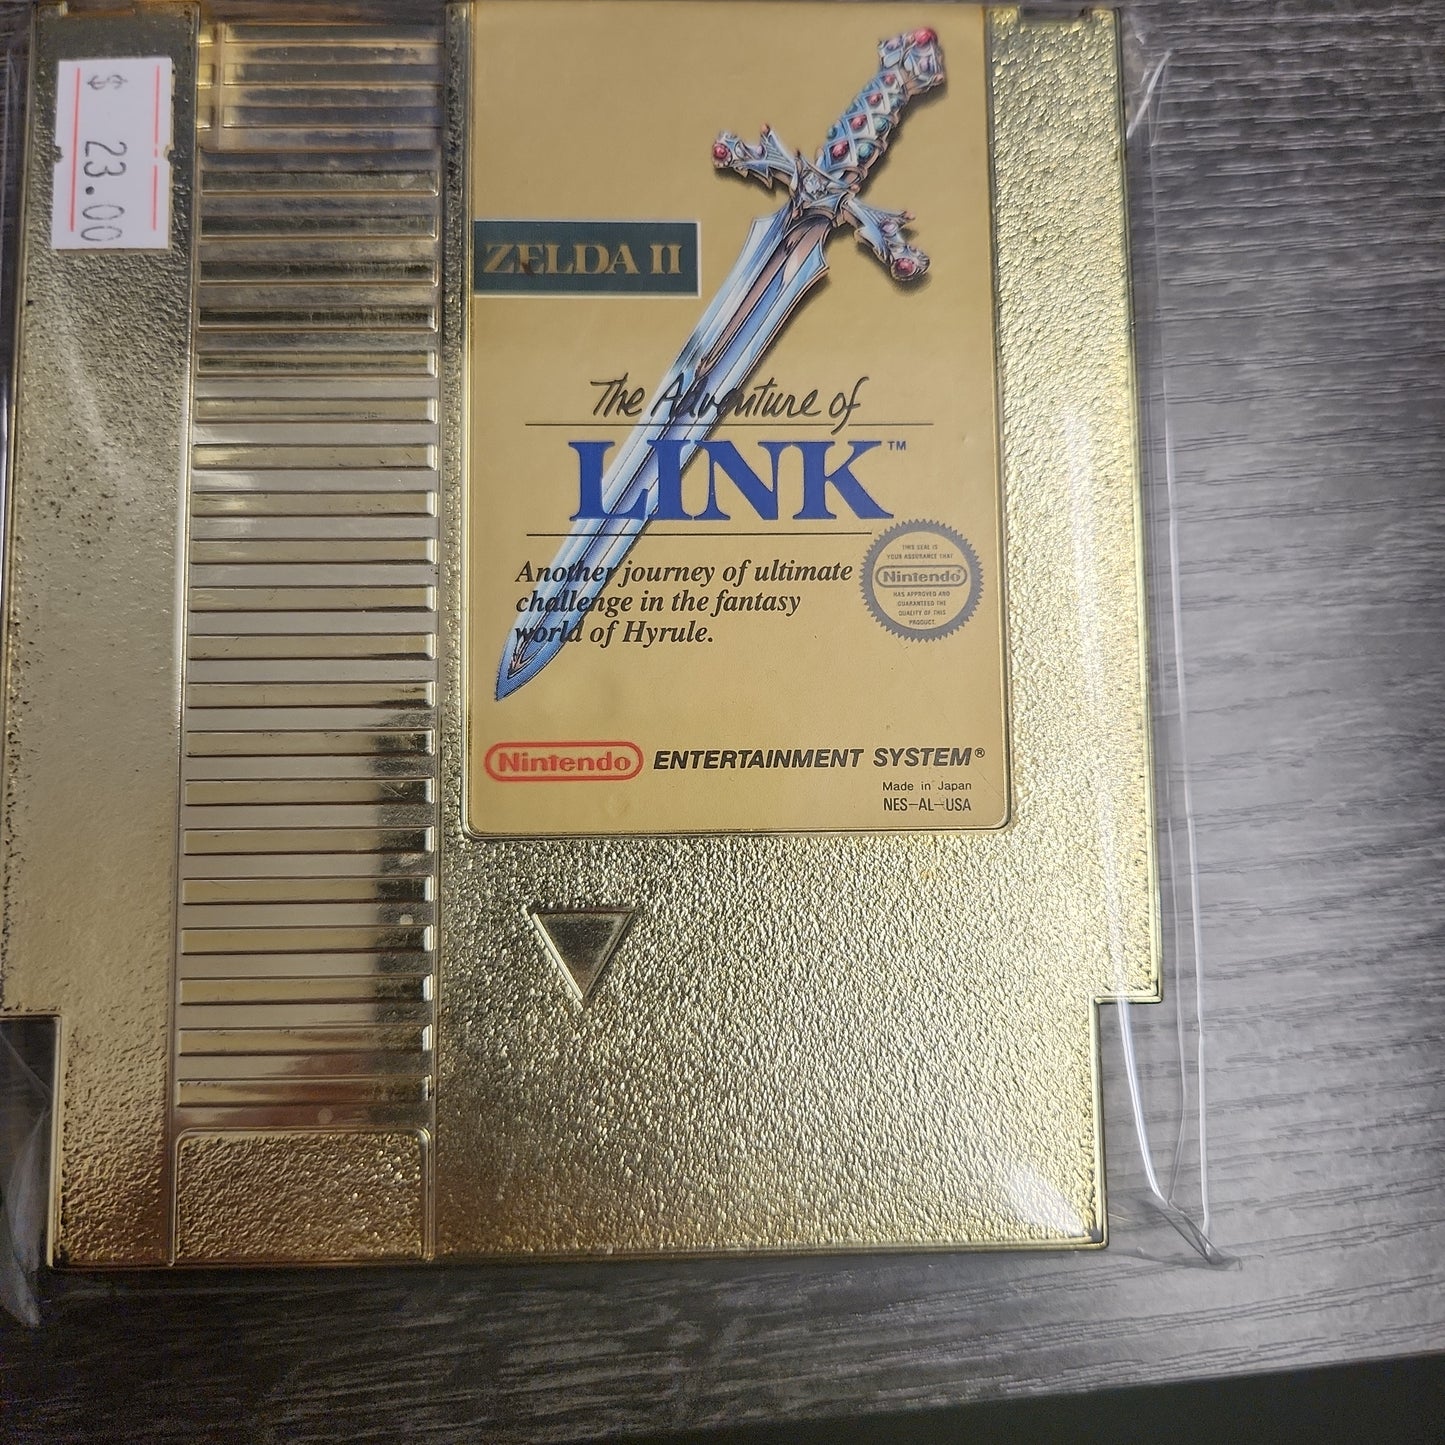 $ 23.00
ZELDA II
The Adventure of
LINK™
Another journey of ultimate
challenge in the fantasy
world of Hyrule.
THIS SEAL IS
YOUR ASSURANCE THAT
Nintendo®
HAS APPROVED AND
GUARANTEED THE
QUALITY OF THIS
PRODUCT.
Nintendo ENTERTAINMENT SYSTEM®
Made in Japan
NES-AL-USA